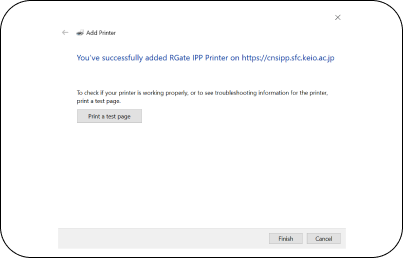 Add Printer
You've successfully added RGate IPP Printer on https://cnsipp.sfc.keio.ac.jp
To check if your printer is working properly, or to see troubleshooting information for the printer,
print a test page.
Print a test page
Finish
Cancel